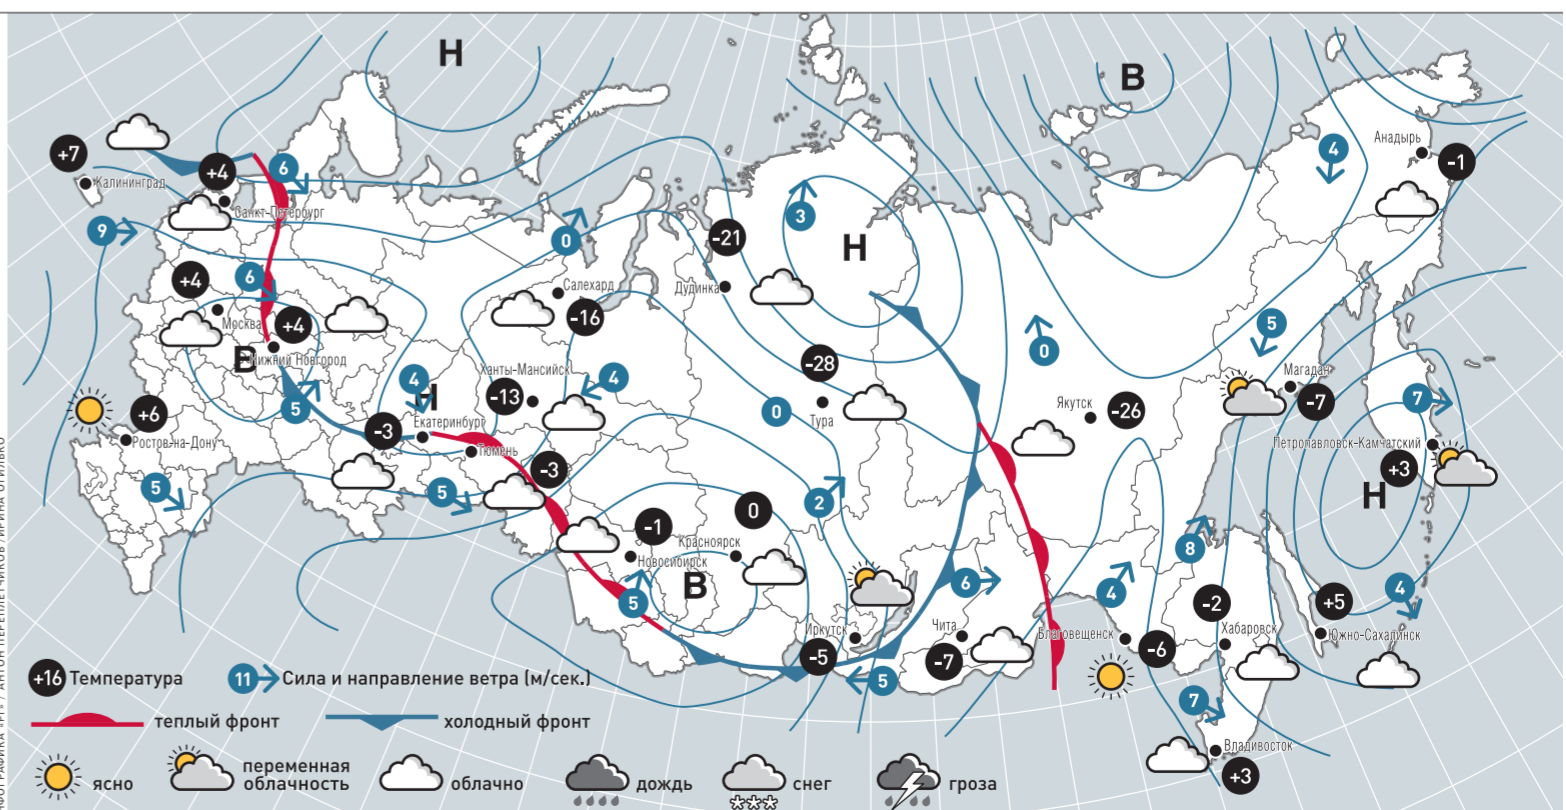 Н
В
+7
Калининград
+4
Санкт-Петербург
6
9
6
+4
Москва
+4
Нижний Новгород
В
5
+6
Ростов-на-Дону
5
0
Салехард
-16
Ханты-Мансийск
-13
4
4
Н
Екатеринбург
-3
Тюмень
-3
5
-21
Дудинка
3
Н
-28
Тура
0
2
-1
Новосибирск
0
Красноярск
В
5
Иркутск
-5
5
6
Чита
-7
0
Якутск
-26
4
Анадырь
-1
5
Магадан
-7
7
Петропавловск-Камчатский
+3
Н
8
4
Благовещенск
-6
-2
Хабаровск
+5
Южно-Сахалинск
4
7
Владивосток
+3
+16 Температура
11 Сила и направление ветра (м/сек.)
теплый фронт
холодный фронт
ясно
переменная
облачность
облачно
дождь
снег
гроза